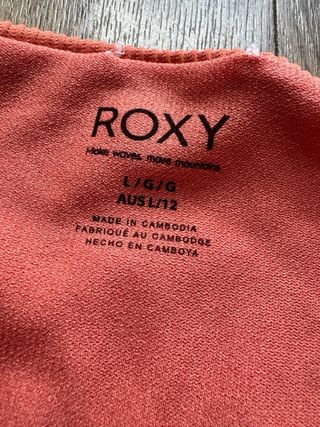 ROXY
Make waves, move mountains.
L / G / G
AUS L/12
MADE IN CAMBODIA
FABRIQUÉ AU CAMBODGE
HECHO EN CAMBOYA